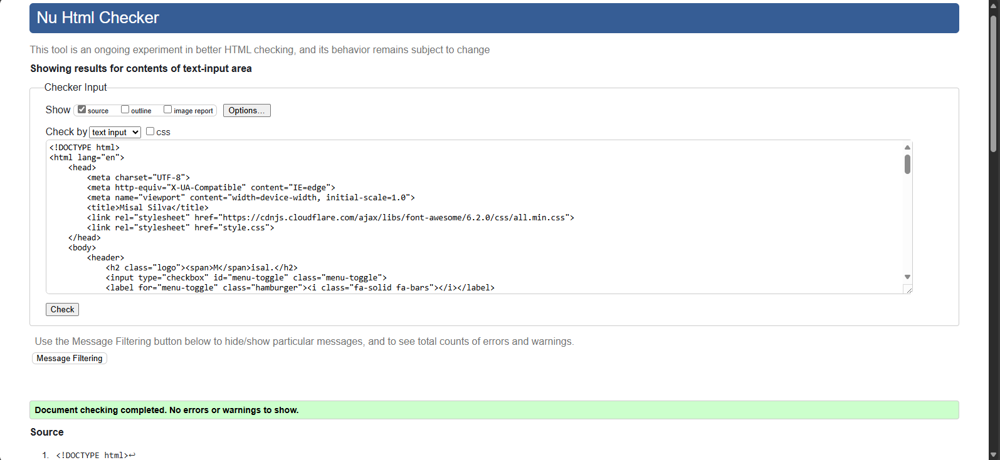 Nu Html Checker
This tool is an ongoing experiment in better HTML checking, and its behavior remains subject to change
Showing results for contents of text-input area
Checker Input
Show source outline image report Options...
Check by text input css
<!DOCTYPE html>
<html lang="en">
    <head>
        <meta charset="UTF-8">
        <meta http-equiv="X-UA-Compatible" content="IE=edge">
        <meta name="viewport" content="width=device-width, initial-scale=1.0">
        <title>Misal Silva</title>
        <link rel="stylesheet" href="https://cdnjs.cloudflare.com/ajax/libs/font-awesome/6.2.0/css/all.min.css">
        <link rel="stylesheet" href="style.css">
    </head>
    <body>
        <header>
            <h2 class="logo"><span>M</span>isal.</h2>
            <input type="checkbox" id="menu-toggle" class="menu-toggle">
            <label for="menu-toggle" class="hamburger"><i class="fa-solid fa-bars"></i></label>
Check
Use the Message Filtering button below to hide/show particular messages, and to see total counts of errors and warnings.
Message Filtering
Document checking completed. No errors or warnings to show.
Source
1. <!DOCTYPE html>↩